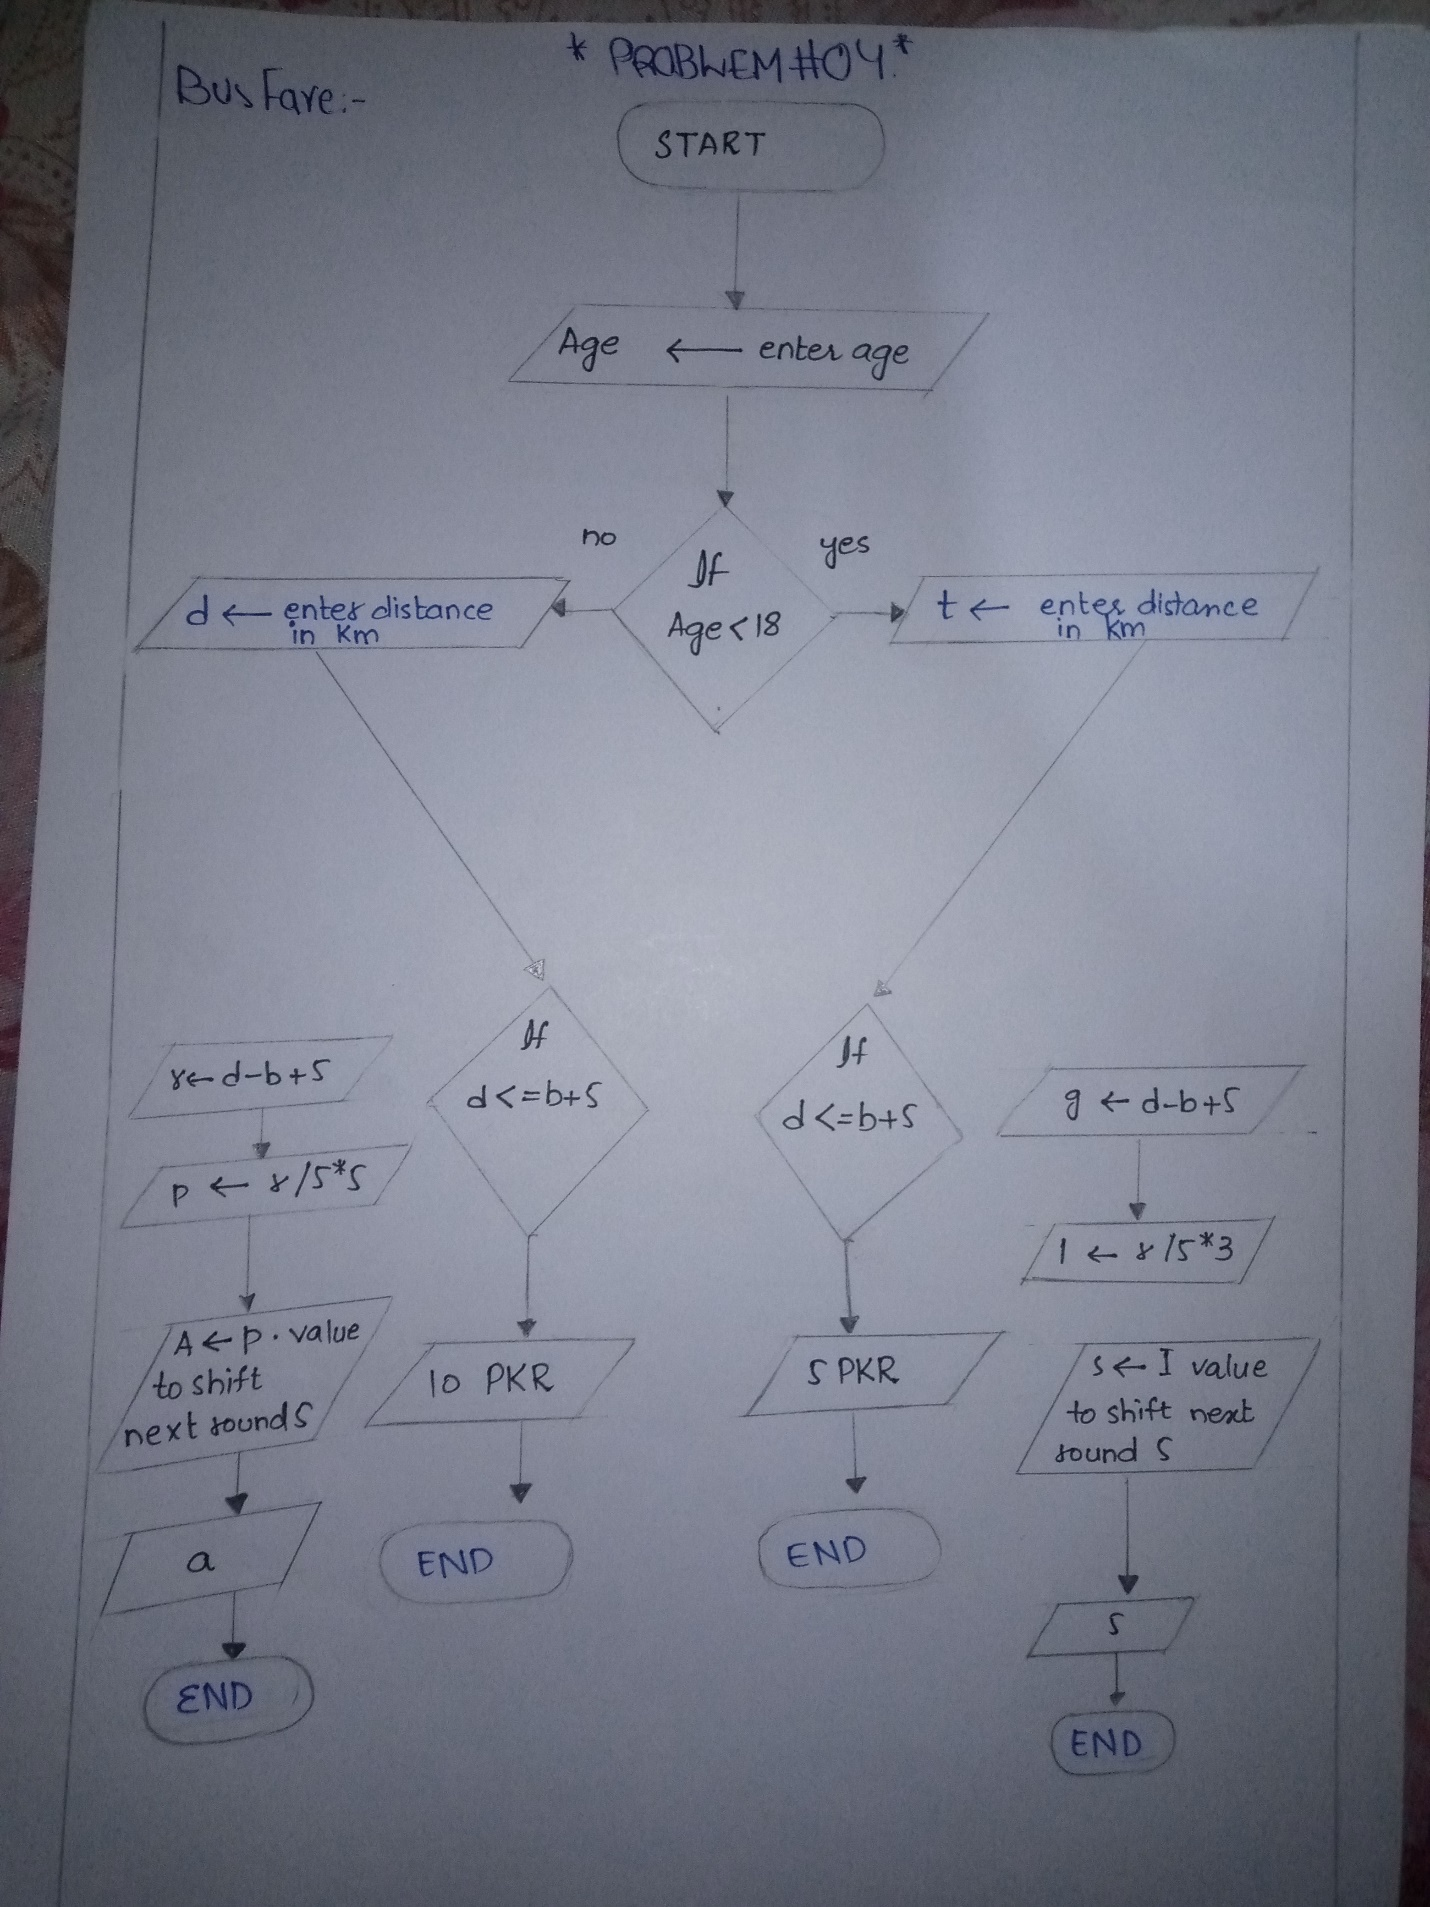 * PROBLEM #04.*
Bus Fare:-
START
Age ← enter age
no
yes
If
Age < 18
d ← enter distance
in km
t ← enter distance
in km
If
d <= b+5
If
d <= b+5
r ← d-b+5
p ← r/5*5
A ← p. value
to shift
next round 5
a
END
10 PKR
END
5 PKR
END
g ← d-b+5
I ← r/5*3
s ← I value
to shift next
round 5
s
END